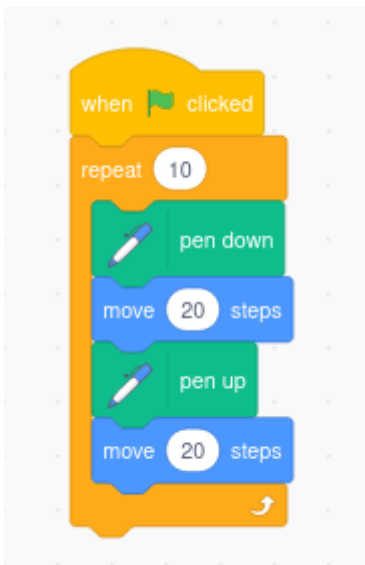 when clicked
repeat 10
pen down
move 20 steps
pen up
move 20 steps